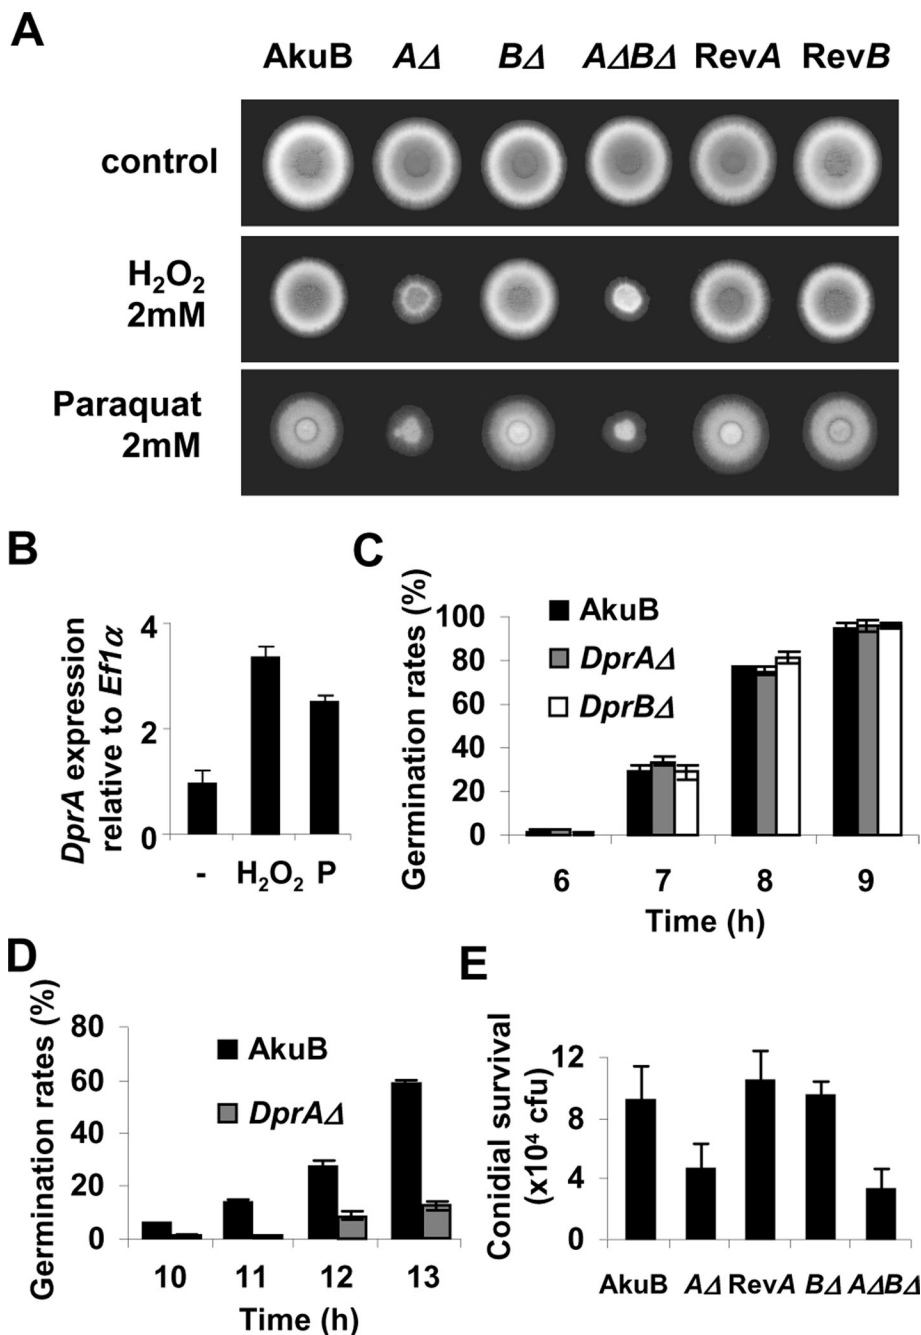 A
AkuB AΔ BΔ AΔBΔ RevA RevB
control
H₂O₂
2mM
Paraquat
2mM
B
DprA expression
relative to Ef1α
4
2
0
- H₂O₂ P
C
Germination rates (%)
100
80
60
40
20
0
AkuB
DprAΔ
DprBΔ
6 7 8 9
Time (h)
D
Germination rates (%)
80
60
40
20
0
AkuB
DprAΔ
10 11 12 13
Time (h)
E
Conidial survival
(x10⁴ cfu)
12
8
4
0
AkuB AΔ RevA BΔ AΔBΔ